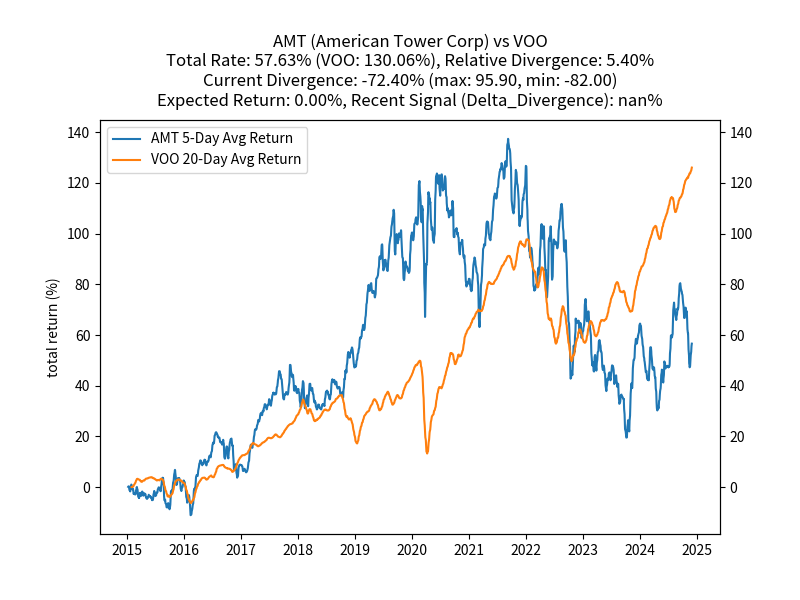 AMT (American Tower Corp) vs VOO
Total Rate: 57.63% (VOO: 130.06%), Relative Divergence: 5.40%
Current Divergence: -72.40% (max: 95.90, min: -82.00)
Expected Return: 0.00%, Recent Signal (Delta_Divergence): nan%
AMT 5-Day Avg Return
VOO 20-Day Avg Return
total return (%)
140
120
100
80
60
40
20
0
140
120
100
80
60
40
20
0
2015 2016 2017 2018 2019 2020 2021 2022 2023 2024 2025